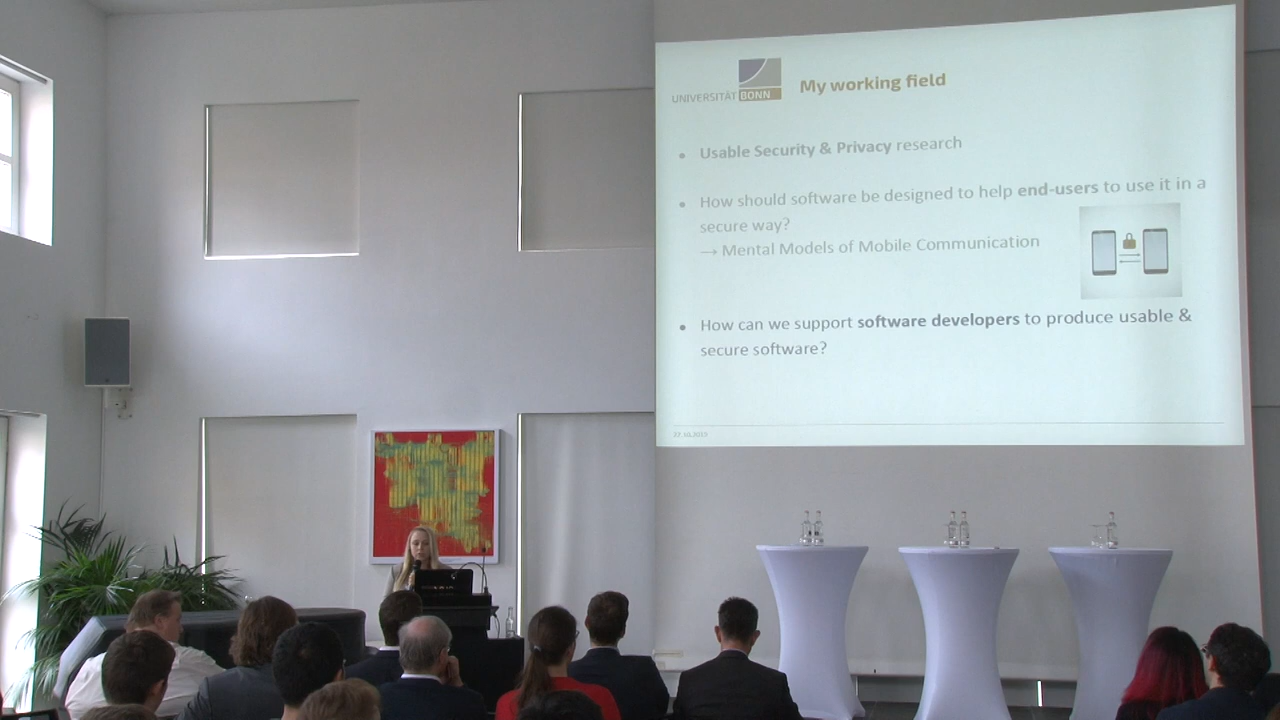 UNIVERSITÄT BONN
My working field
• Usable Security & Privacy research
• How should software be designed to help end-users to use it in a
secure way?
→ Mental Models of Mobile Communication
• How can we support software developers to produce usable &
secure software?